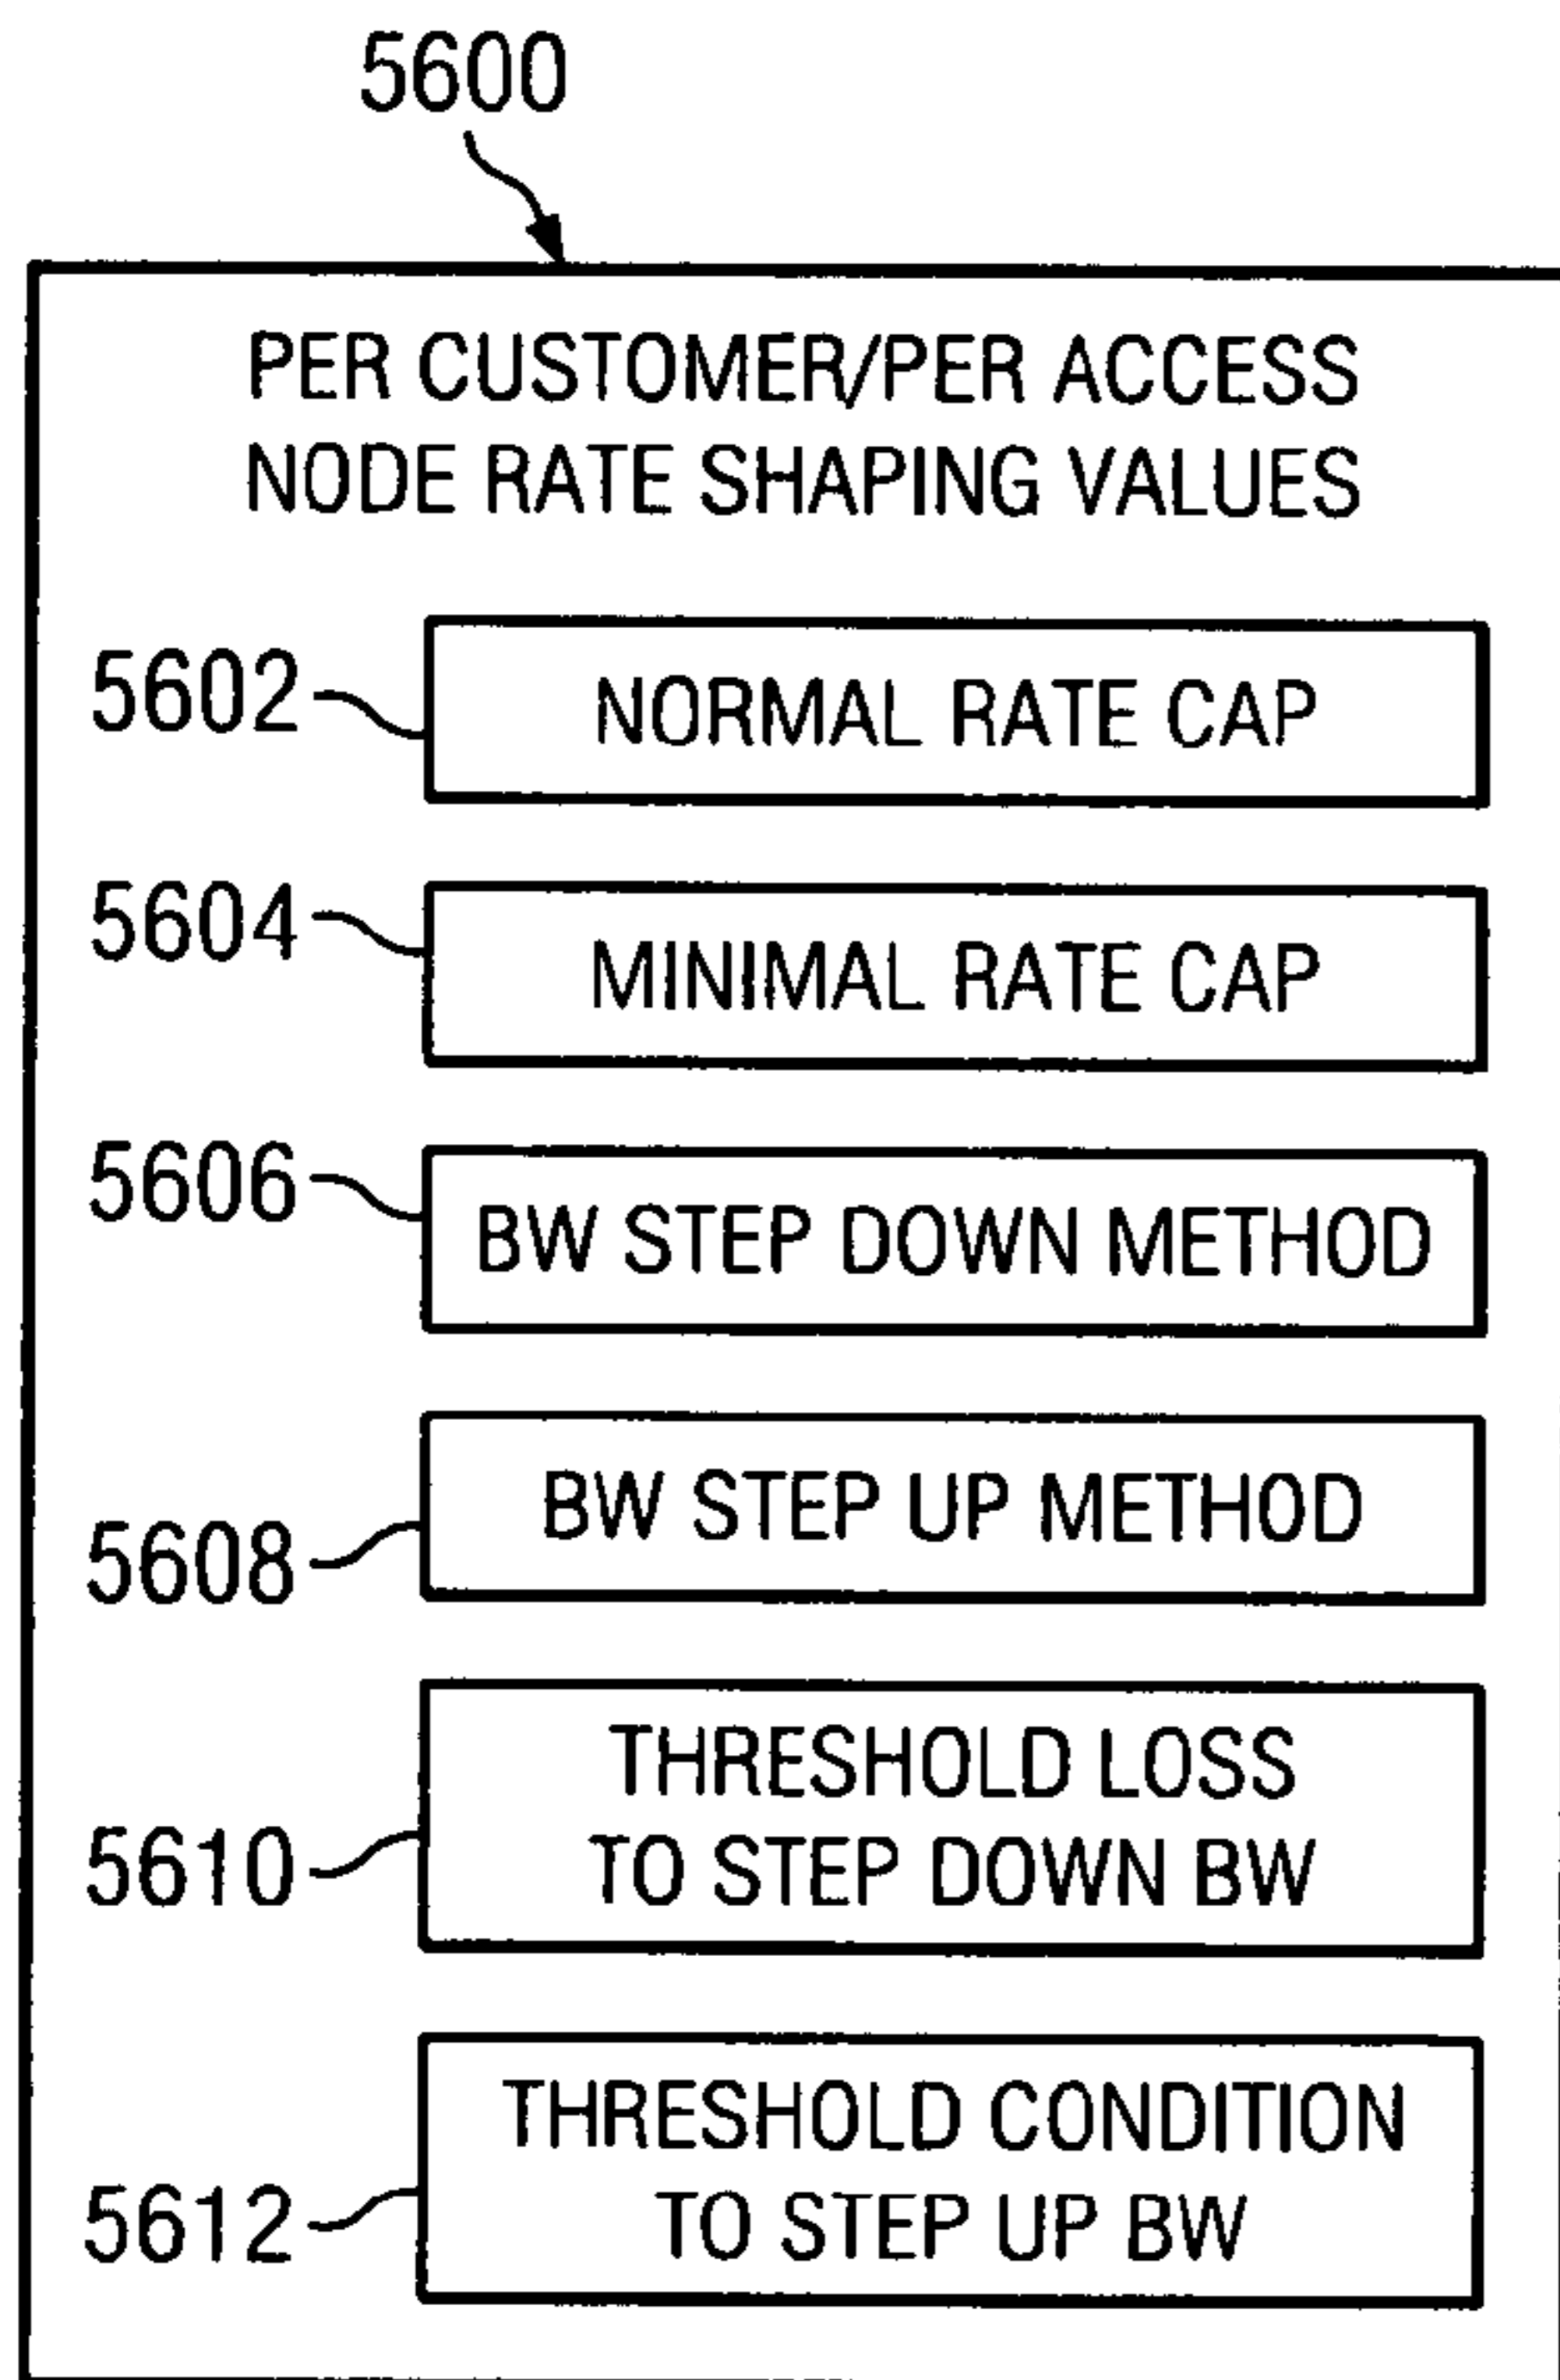 5600
PER CUSTOMER/PER ACCESS
NODE RATE SHAPING VALUES
5602
NORMAL RATE CAP
5604
MINIMAL RATE CAP
5606
BW STEP DOWN METHOD
5608
BW STEP UP METHOD
5610
THRESHOLD LOSS
TO STEP DOWN BW
5612
THRESHOLD CONDITION
TO STEP UP BW